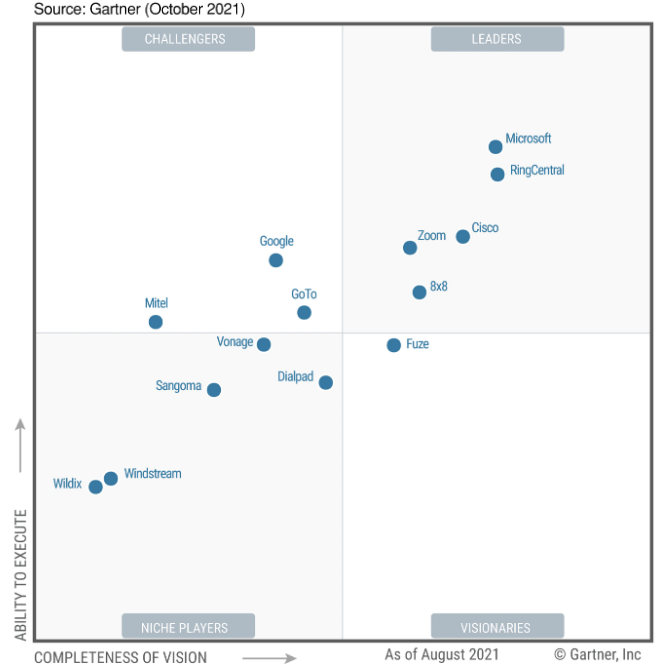 Source: Gartner (October 2021)
CHALLENGERS
LEADERS
Microsoft
RingCentral
Cisco
Zoom
Google
8x8
GoTo
Mitel
Vonage
Fuze
Dialpad
Sangoma
Windstream
Wildix
ABILITY TO EXECUTE
NICHE PLAYERS
VISIONARIES
COMPLETENESS OF VISION
As of August 2021
© Gartner, Inc